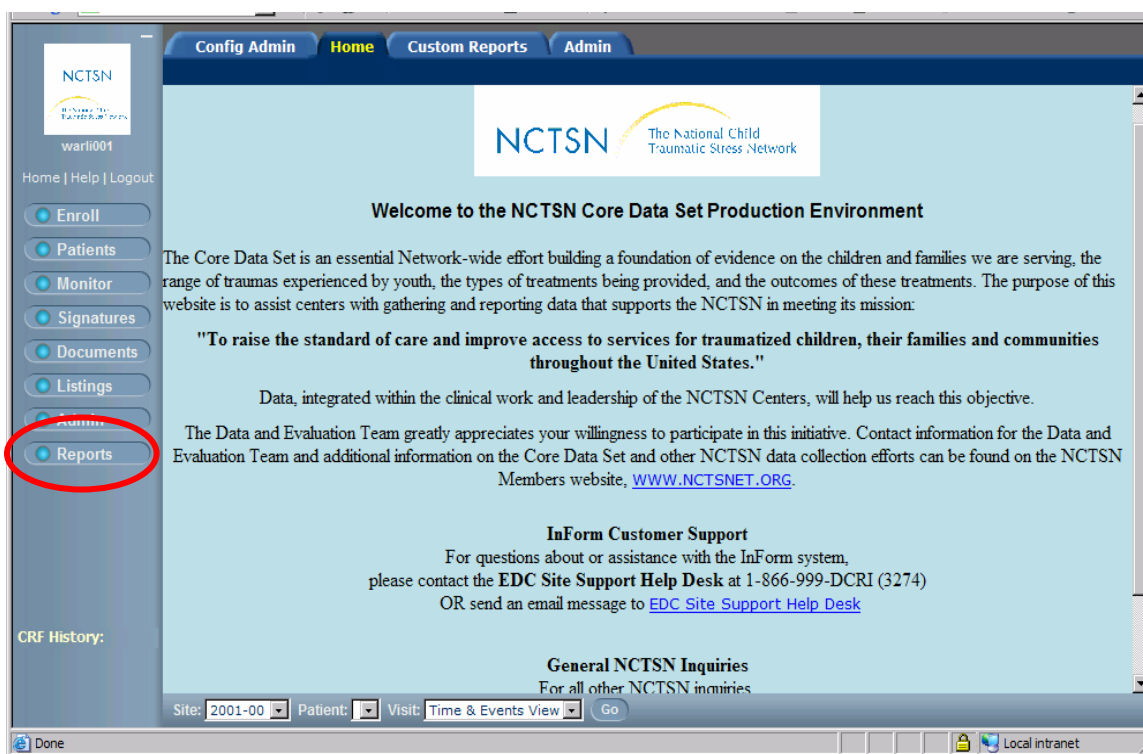 Config Admin Home Custom Reports Admin
NCTSN
warli001
Home | Help | Logout
Enroll
Patients
Monitor
Signatures
Documents
Listings
Admin
Reports
CRF History:
NCTSN The National Child
Traumatic Stress Network
Welcome to the NCTSN Core Data Set Production Environment
The Core Data Set is an essential Network-wide effort building a foundation of evidence on the children and families we are serving, the
range of traumas experienced by youth, the types of treatments being provided, and the outcomes of these treatments. The purpose of this
website is to assist centers with gathering and reporting data that supports the NCTSN in meeting its mission:
"To raise the standard of care and improve access to services for traumatized children, their families and communities
throughout the United States."
Data, integrated within the clinical work and leadership of the NCTSN Centers, will help us reach this objective.
The Data and Evaluation Team greatly appreciates your willingness to participate in this initiative. Contact information for the Data and
Evaluation Team and additional information on the Core Data Set and other NCTSN data collection efforts can be found on the NCTSN
Members website, WWW.NCTSNET.ORG.
InForm Customer Support
For questions about or assistance with the InForm system,
please contact the EDC Site Support Help Desk at 1-866-999-DCRI (3274)
OR send an email message to EDC Site Support Help Desk
General NCTSN Inquiries
For all other NCTSN inquiries
Site: 2001-00 Patient: Visit: Time & Events View Go
Done Local intranet